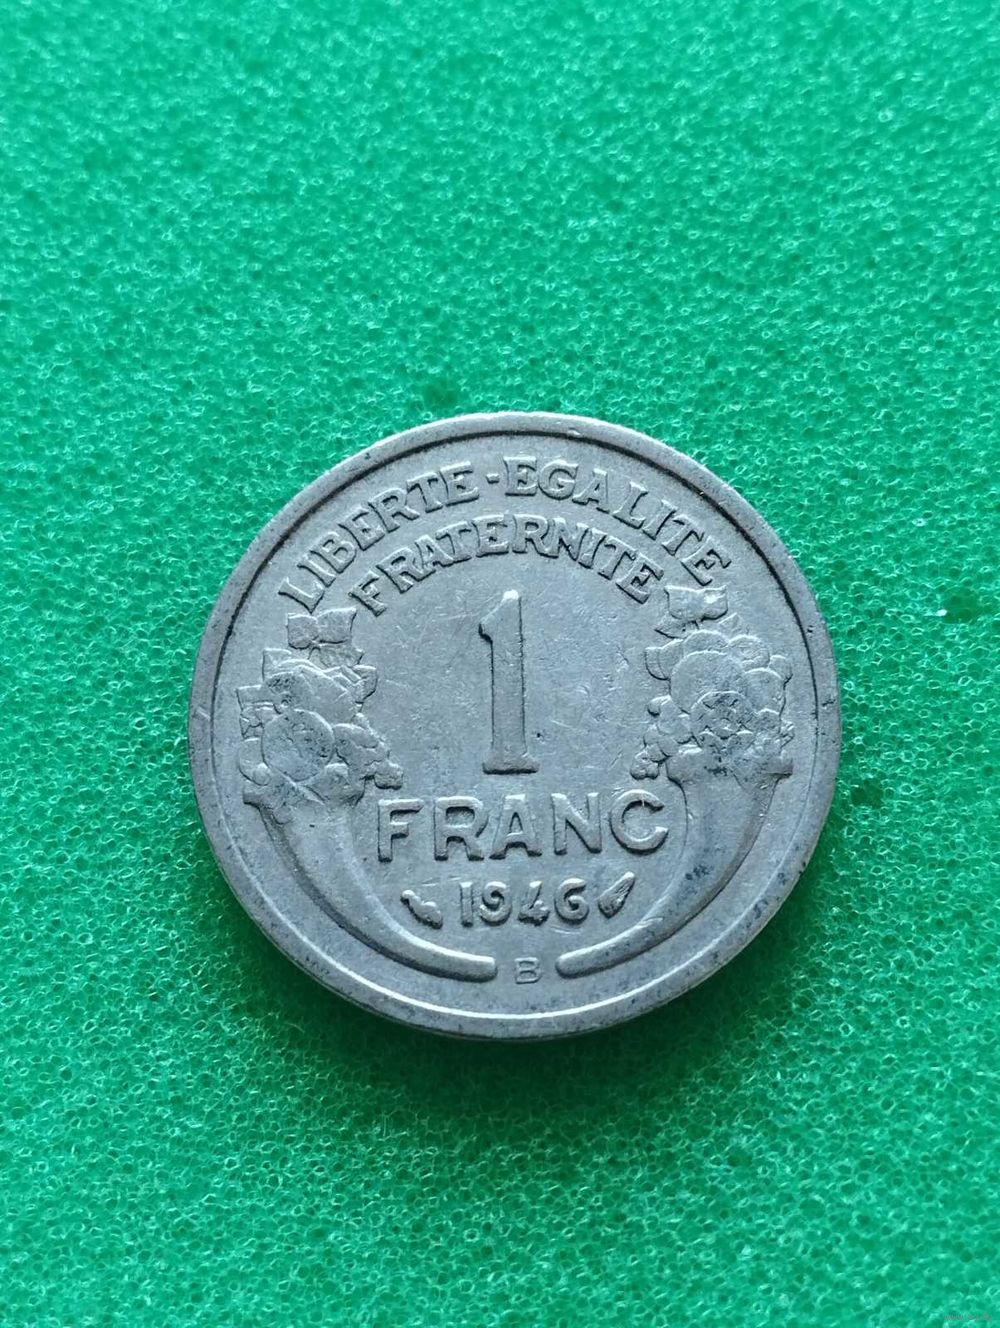 LIBERTE·EGALITE
FRATERNITE
1
FRANC
1946
B